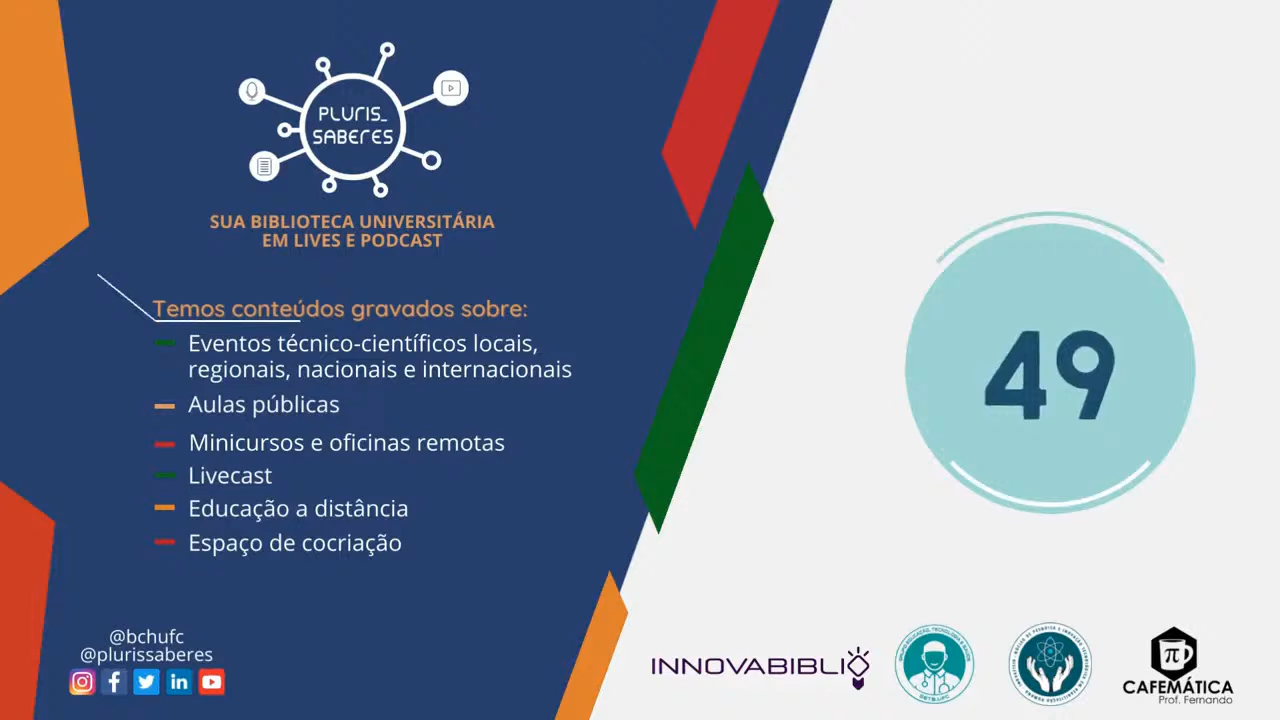 PLURIS_
SABERES
SUA BIBLIOTECA UNIVERSITÁRIA
EM LIVES E PODCAST
Temos conteúdos gravados sobre:
Eventos técnico-científicos locais,
regionais, nacionais e internacionais
Aulas públicas
Minicursos e oficinas remotas
Livecast
Educação a distância
Espaço de cocriação
@bchufc
@plurissaberes
49
INNOVABIBLIO
π
CAFEMÁTICA
Prof. Fernando